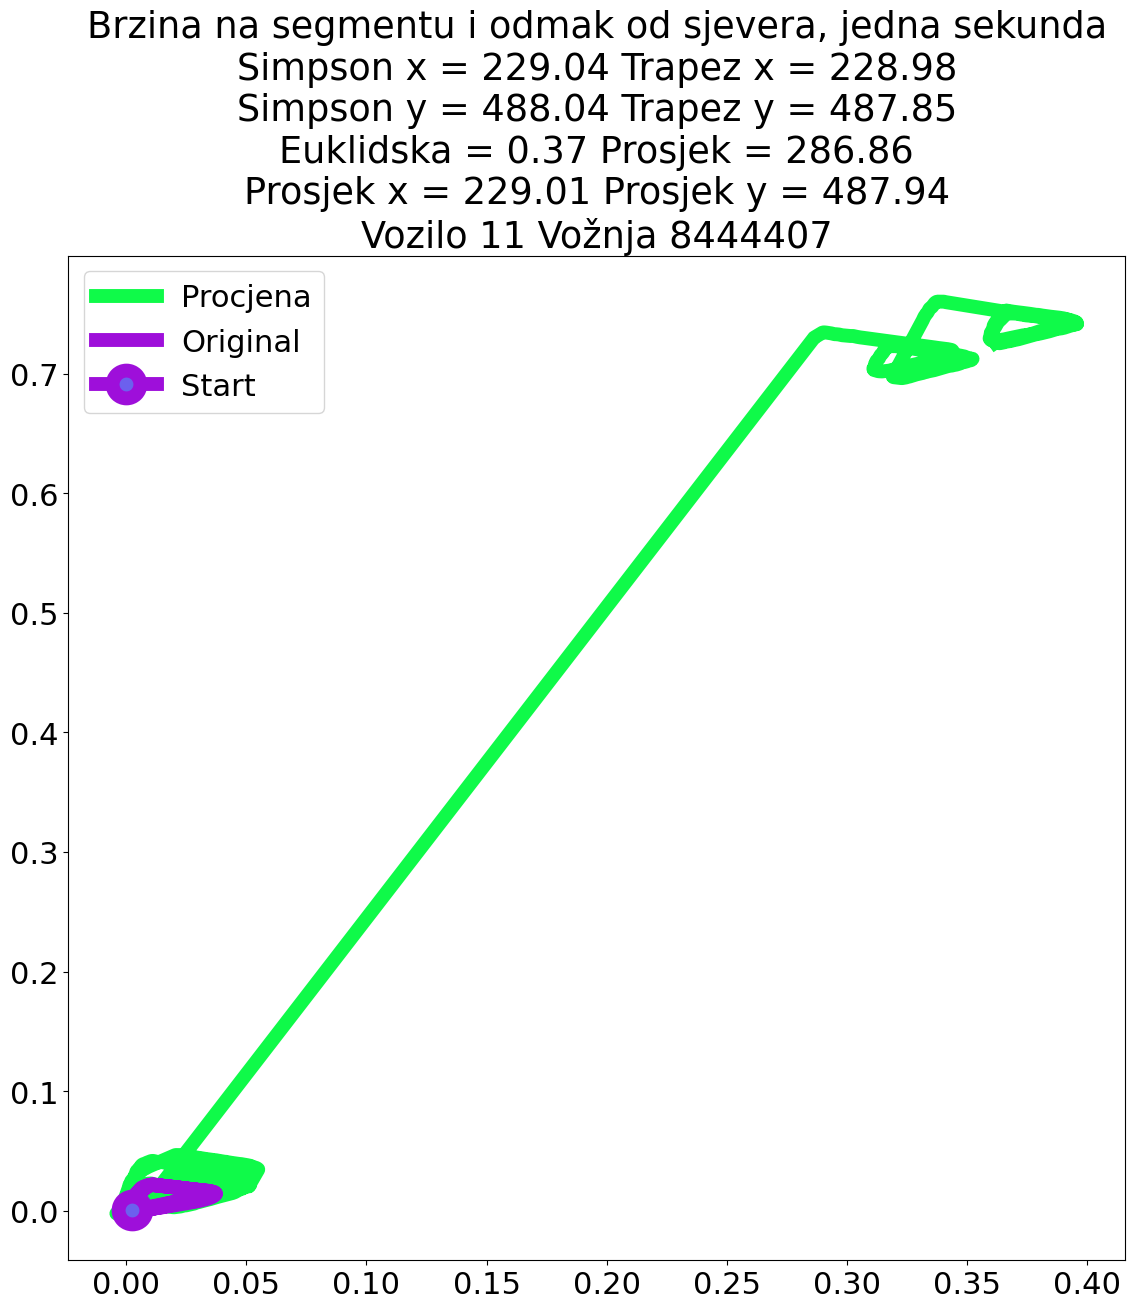 Brzina na segmentu i odmak od sjevera, jedna sekunda
Simpson x = 229.04 Trapez x = 228.98
Simpson y = 488.04 Trapez y = 487.85
Euklidska = 0.37 Prosjek = 286.86
Prosjek x = 229.01 Prosjek y = 487.94
Vozilo 11 Vožnja 8444407
Procjena
Original
Start
0.7
0.6
0.5
0.4
0.3
0.2
0.1
0.0
0.00 0.05 0.10 0.15 0.20 0.25 0.30 0.35 0.40